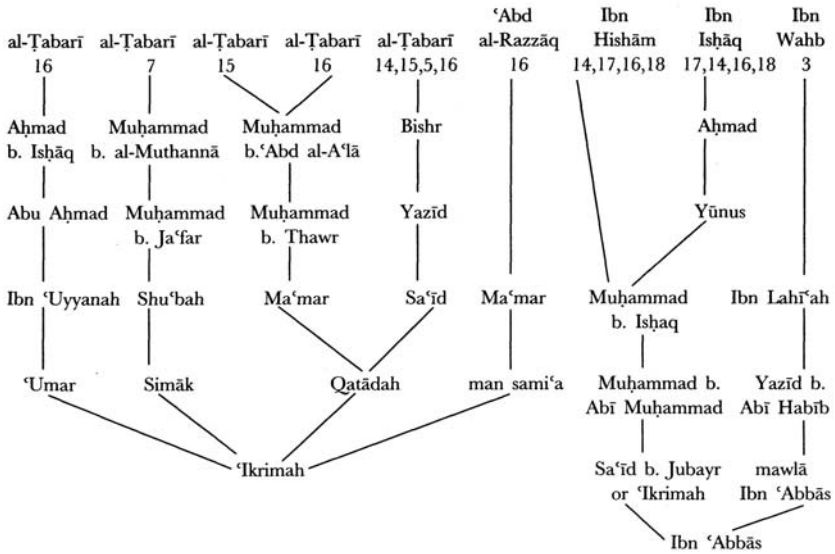 ʿAbd Ibn Ibn Ibn
al-Ṭabarī al-Ṭabarī al-Ṭabarī al-Ṭabarī al-Ṭabarī al-Razzāq Hishām Isḥāq Wahb
16 7 15 16 14,15,5,16 16 14,17,16,18 17,14,16,18 3
Aḥmad Muḥammad Muḥammad Bishr Aḥmad
b. Isḥāq b. al-Muthannā b.ʿAbd al-Aʿlā
Abu Aḥmad Muḥammad Muḥammad Yazīd Yūnus
b. Jaʿfar b. Thawr
Ibn ʿUyyanah Shuʿbah Maʿmar Saʿīd Maʿmar Muḥammad Ibn Lahīʿah
b. Isḥaq
ʿUmar Simāk Qatādah man samiʿa Muḥammad b. Yazīd b.
Abī Muḥammad Abī Habīb
ʿIkrimah Saʿīd b. Jubayr mawlā
or ʿIkrimah Ibn ʿAbbās
Ibn ʿAbbās